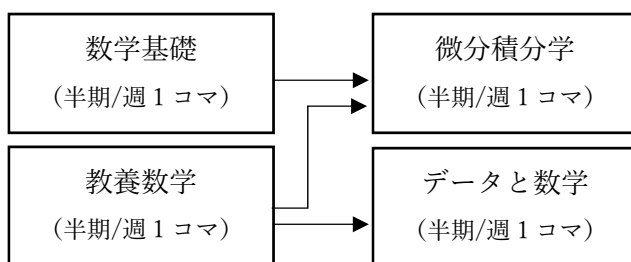 数学基礎
（半期/週 1 コマ）
微分積分学
（半期/週 1 コマ）
教養数学
（半期/週 1 コマ）
データと数学
（半期/週 1 コマ）